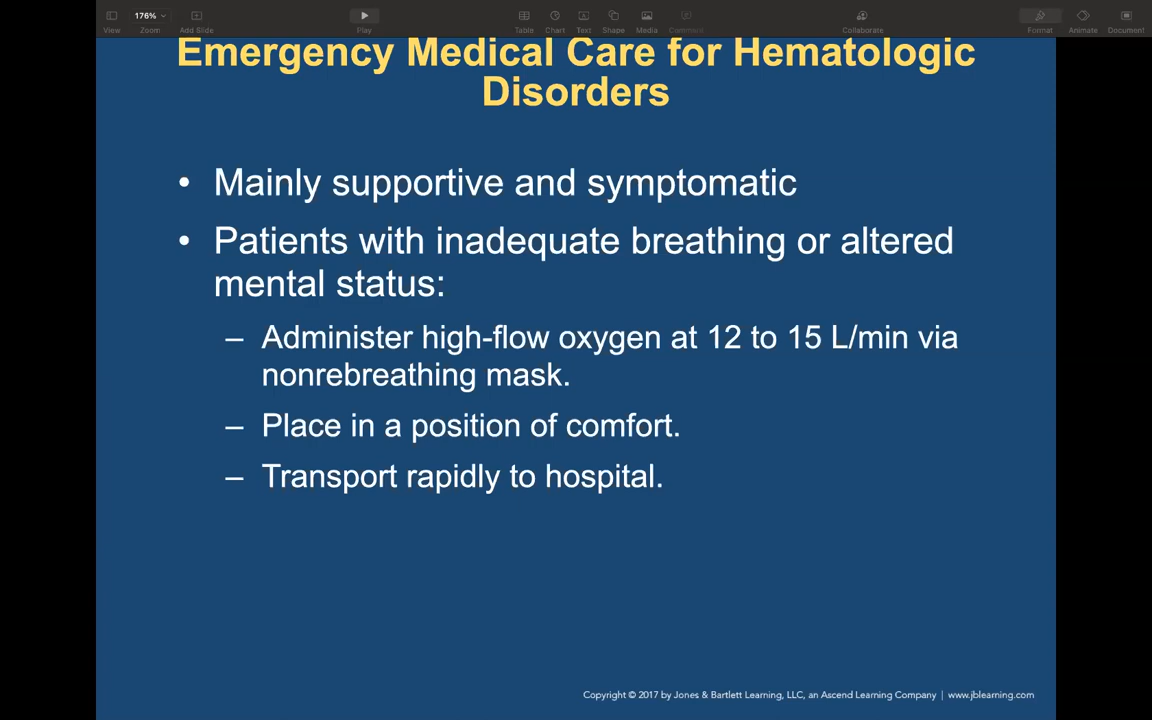 176%
View Zoom Add Slide Play Table Chart Text Shape Media Comment Collaborate Format Animate Document
Emergency Medical Care for Hematologic
Disorders
• Mainly supportive and symptomatic
• Patients with inadequate breathing or altered
mental status:
– Administer high-flow oxygen at 12 to 15 L/min via
nonrebreathing mask.
– Place in a position of comfort.
– Transport rapidly to hospital.
Copyright © 2017 by Jones & Bartlett Learning, LLC, an Ascend Learning Company | www.jblearning.com